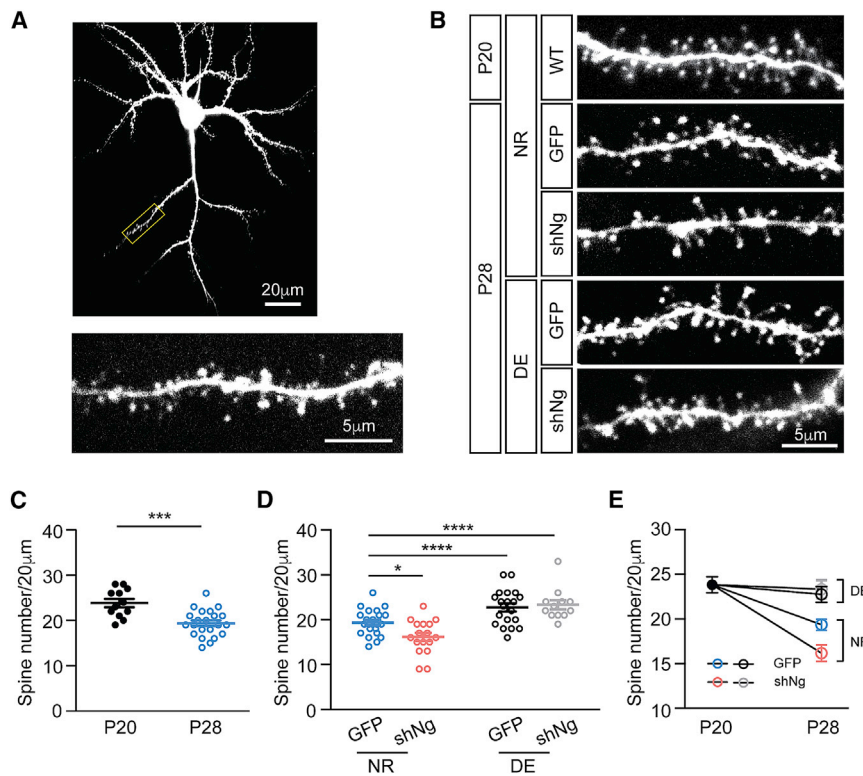 A
20μm
5μm
B
P20
P28
NR
DE
WT
GFP
shNg
GFP
shNg
5μm
C
Spine number/20μm
40
30
20
10
0
***
P20
P28
D
Spine number/20μm
40
30
20
10
0
****
****
*
GFP
shNg
GFP
shNg
NR
DE
E
Spine number/20μm
30
25
20
15
10
DE
NR
GFP
shNg
P20
P28